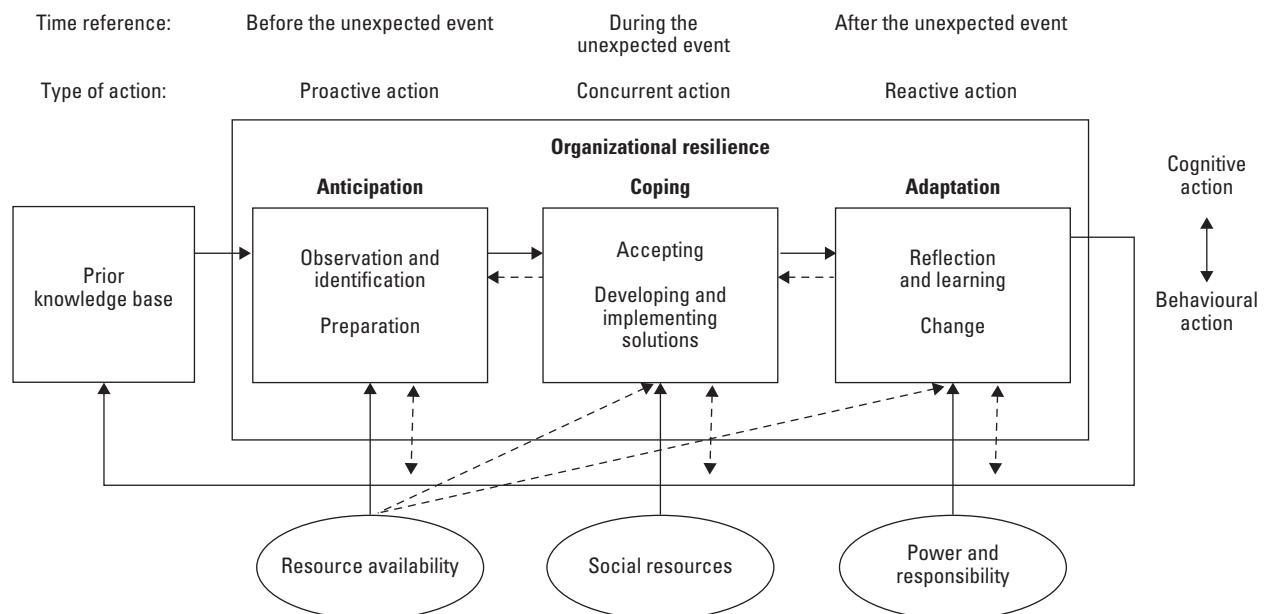 Time reference:
Before the unexpected event
During the
unexpected event
After the unexpected event
Type of action:
Proactive action
Concurrent action
Reactive action
Organizational resilience
Anticipation
Coping
Adaptation
Prior
knowledge base
Observation and
identification
Preparation
Accepting
Developing and
implementing
solutions
Reflection
and learning
Change
Cognitive
action
Behavioural
action
Resource availability
Social resources
Power and
responsibility